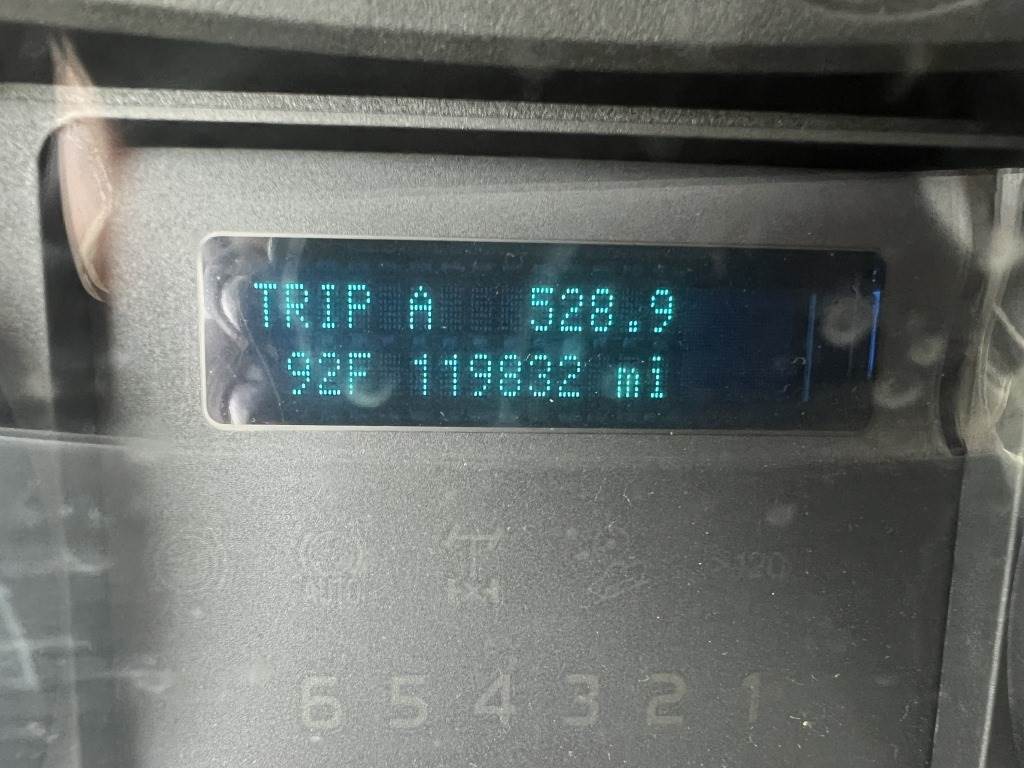 TRIP A 528.9
92F 119832 mi
AUTO
4x4
>120
6 5 4 3 2 1